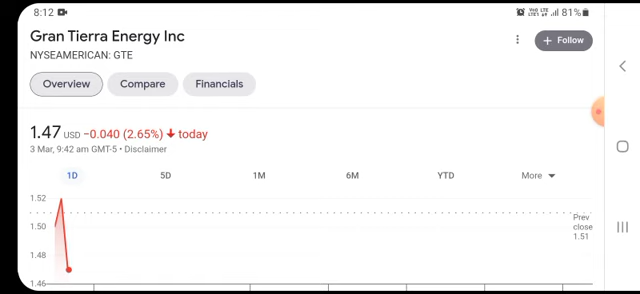 8:12 81%
Gran Tierra Energy Inc
NYSEAMERICAN: GTE
+ Follow
Overview Compare Financials
1.47 USD −0.040 (2.65%) today
3 Mar, 9:42 am GMT-5 • Disclaimer
1D 5D 1M 6M YTD More
1.52
Prev
close
1.51
1.50
1.48
1.46